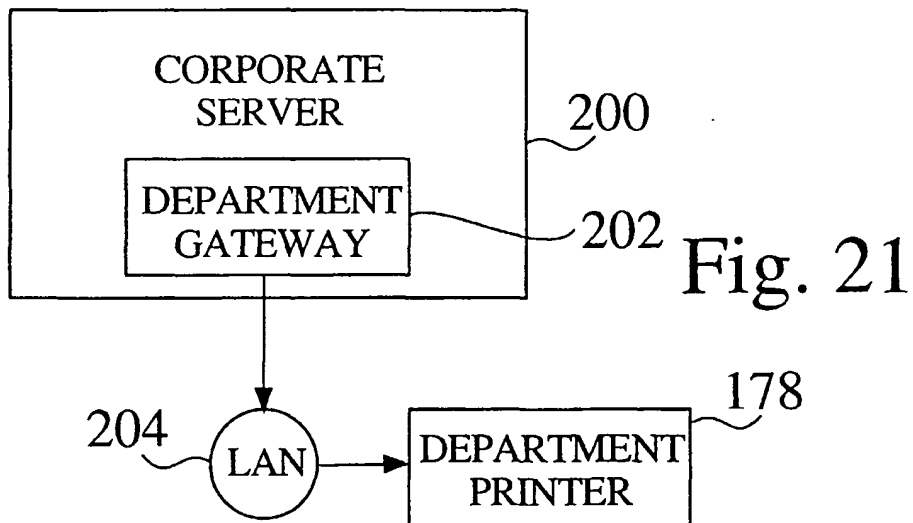 CORPORATE
SERVER
200
DEPARTMENT
GATEWAY
202
Fig. 21
204
LAN
178
DEPARTMENT
PRINTER